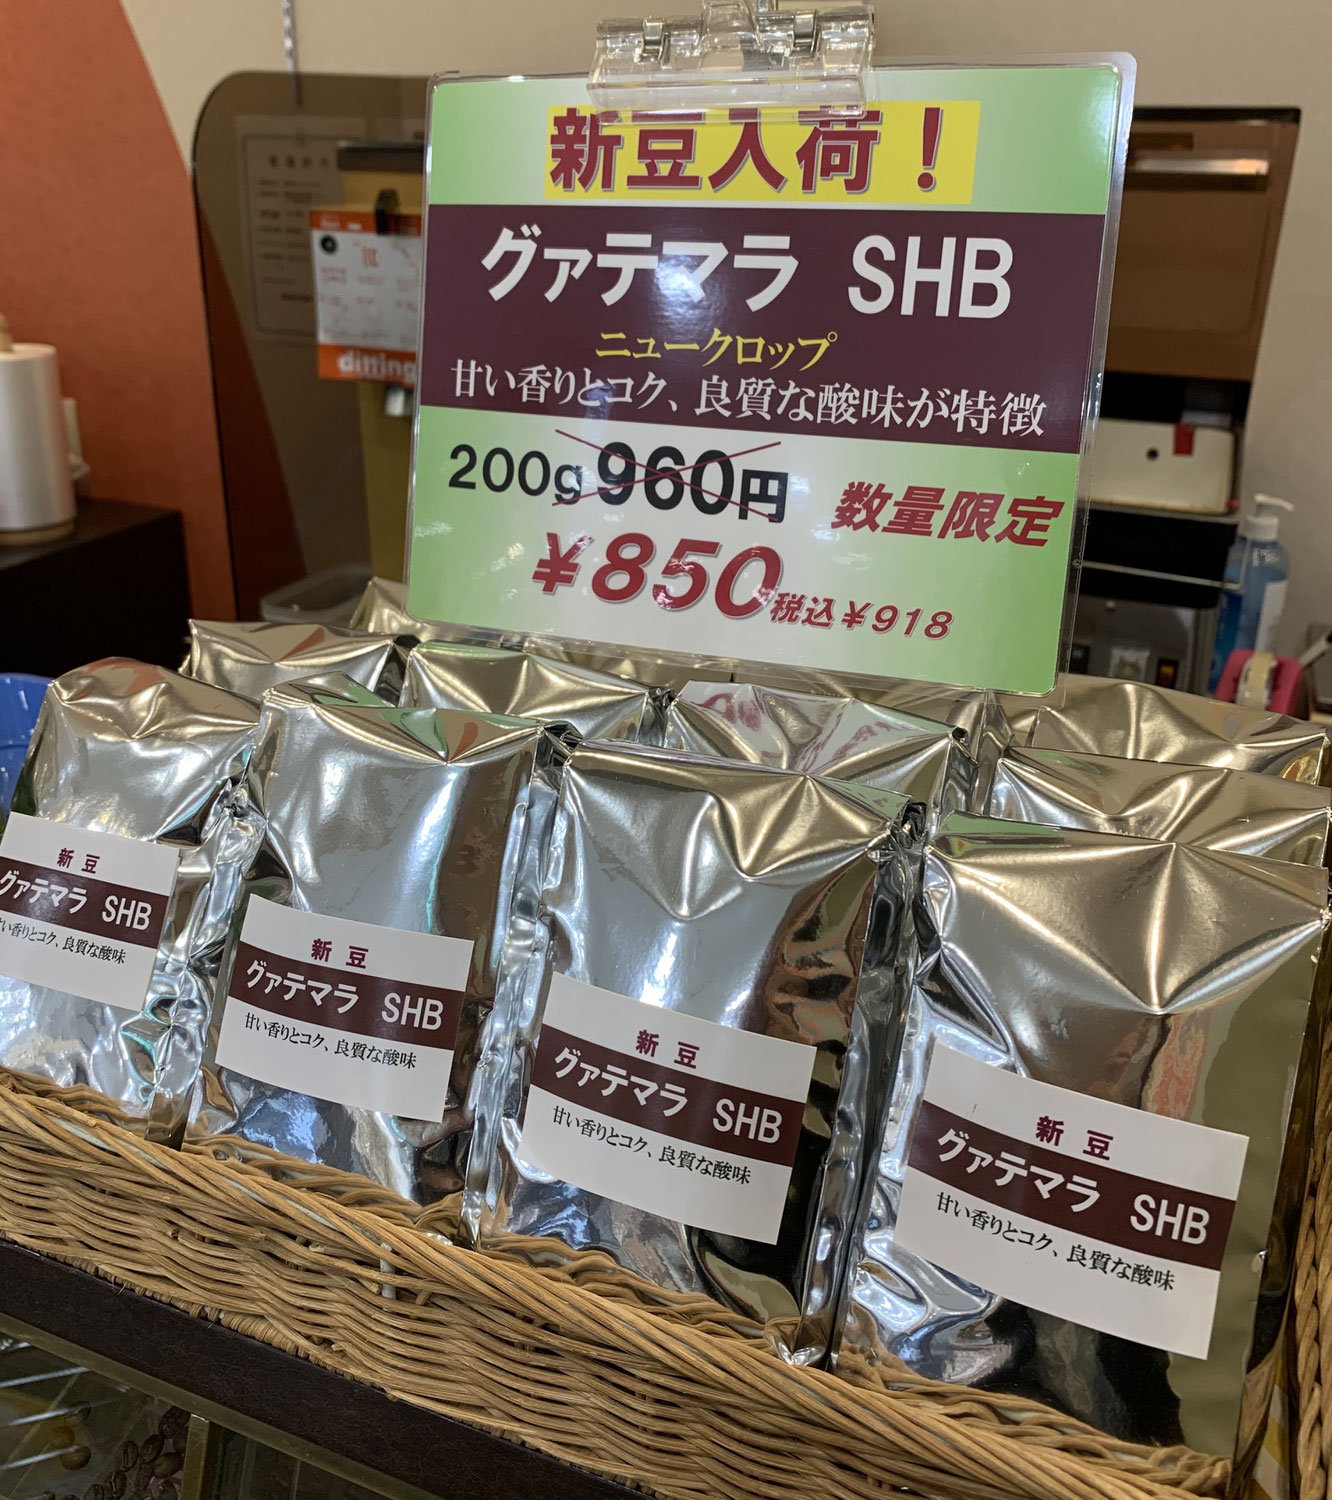 新豆入荷！
グァテマラ SHB
ニュークロップ
甘い香りとコク、良質な酸味が特徴
200g 960円 数量限定
￥850 税込￥918
ditting
新豆
グァテマラ SHB
甘い香りとコク、良質な酸味
新豆
グァテマラ SHB
甘い香りとコク、良質な酸味
新豆
グァテマラ SHB
甘い香りとコク、良質な酸味
新豆
グァテマラ SHB
甘い香りとコク、良質な酸味